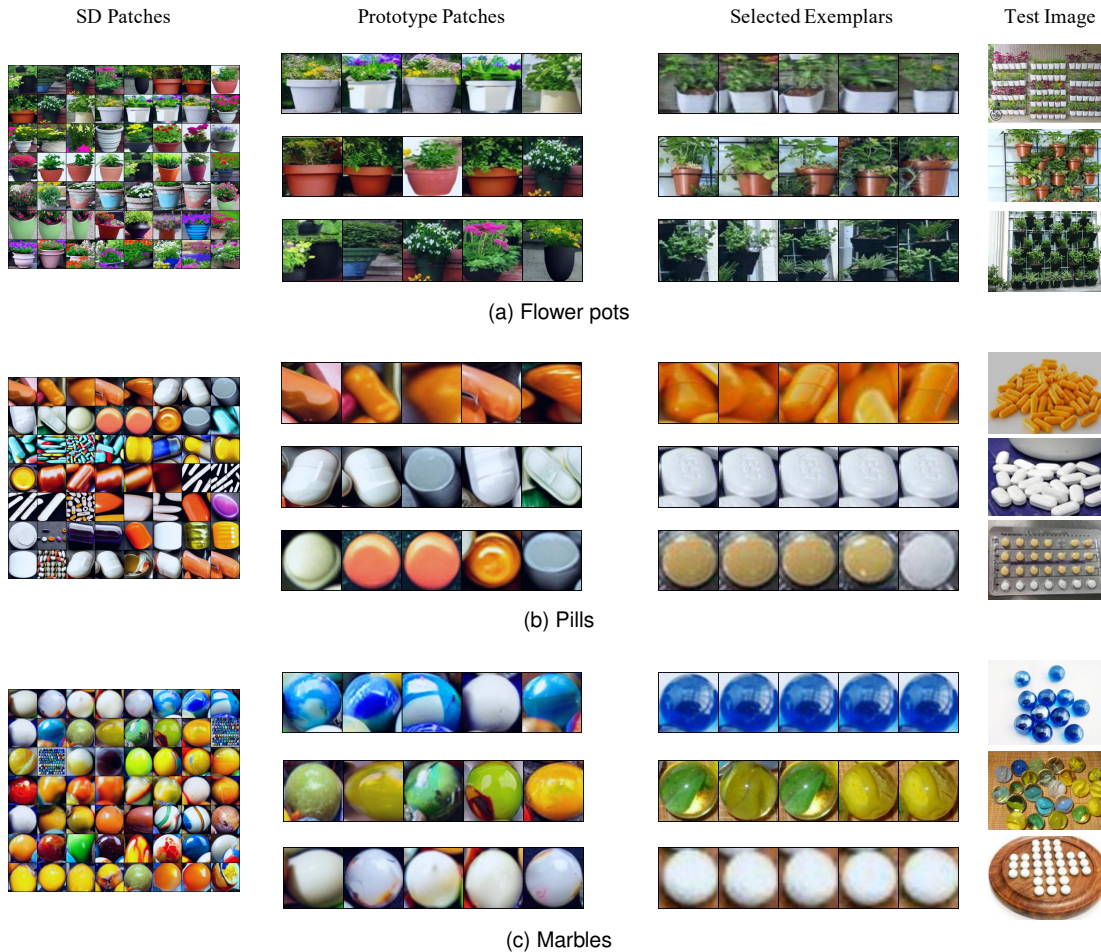 SD Patches Prototype Patches Selected Exemplars Test Image
(a) Flower pots
(b) Pills
(c) Marbles